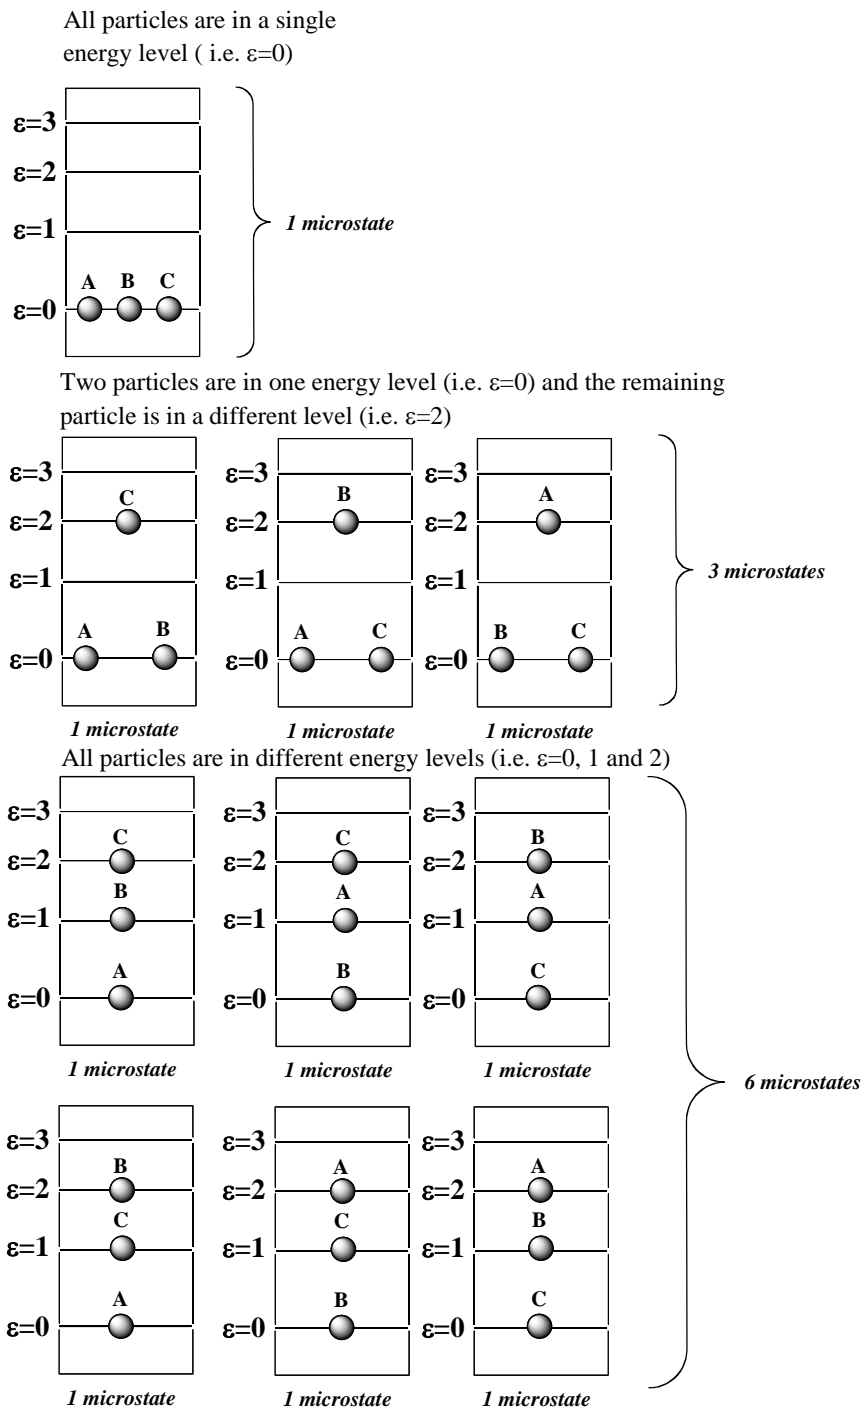 All particles are in a single
energy level ( i.e. ε=0)
ε=3
ε=2
ε=1
1 microstate
A B C
ε=0
Two particles are in one energy level (i.e. ε=0) and the remaining
particle is in a different level (i.e. ε=2)
ε=3 ε=3 ε=3
C B A
ε=2 ε=2 ε=2
ε=1 ε=1 ε=1
3 microstates
A B A C B C
ε=0 ε=0 ε=0
1 microstate 1 microstate 1 microstate
All particles are in different energy levels (i.e. ε=0, 1 and 2)
ε=3 ε=3 ε=3
C C B
ε=2 ε=2 ε=2
B A A
ε=1 ε=1 ε=1
A B C
ε=0 ε=0 ε=0
1 microstate 1 microstate 1 microstate
6 microstates
ε=3 ε=3 ε=3
B A A
ε=2 ε=2 ε=2
C C B
ε=1 ε=1 ε=1
A B C
ε=0 ε=0 ε=0
1 microstate 1 microstate 1 microstate